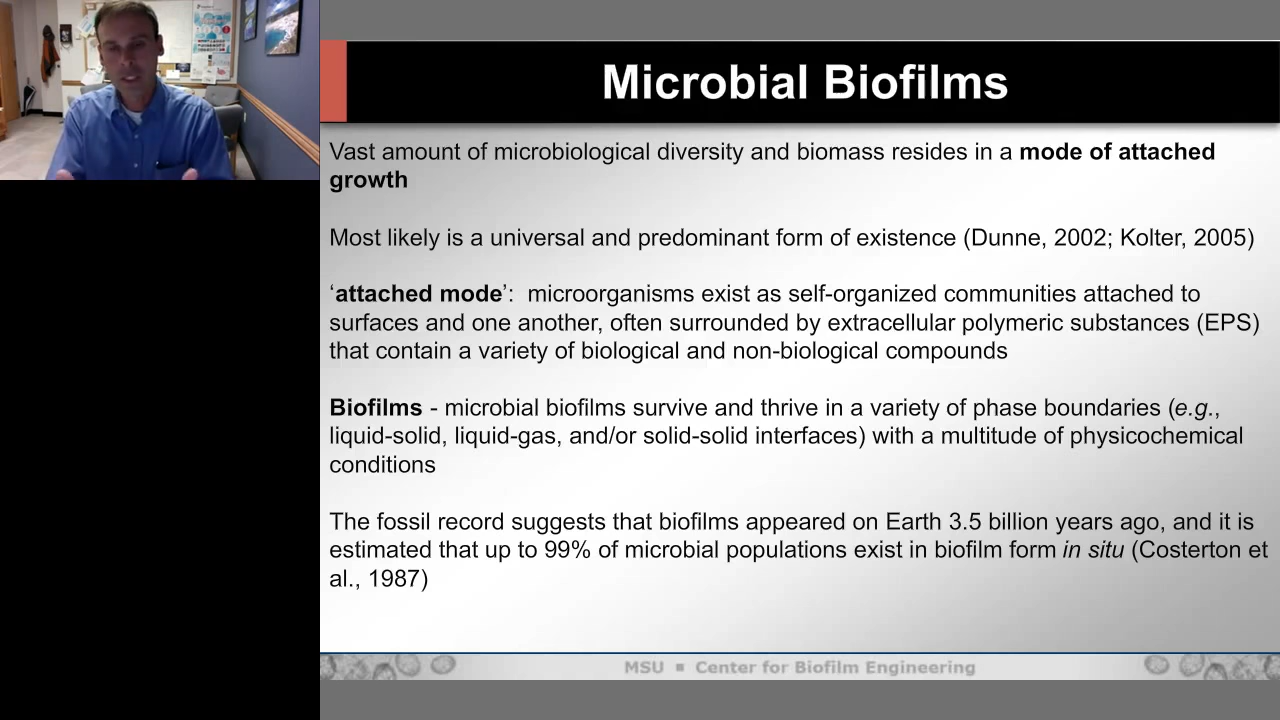 Microbial Biofilms
Vast amount of microbiological diversity and biomass resides in a mode of attached
growth
Most likely is a universal and predominant form of existence (Dunne, 2002; Kolter, 2005)
‘attached mode’:  microorganisms exist as self-organized communities attached to
surfaces and one another, often surrounded by extracellular polymeric substances (EPS)
that contain a variety of biological and non-biological compounds
Biofilms - microbial biofilms survive and thrive in a variety of phase boundaries (e.g.,
liquid-solid, liquid-gas, and/or solid-solid interfaces) with a multitude of physicochemical
conditions
The fossil record suggests that biofilms appeared on Earth 3.5 billion years ago, and it is
estimated that up to 99% of microbial populations exist in biofilm form in situ (Costerton et
al., 1987)
MSU ▪ Center for Biofilm Engineering